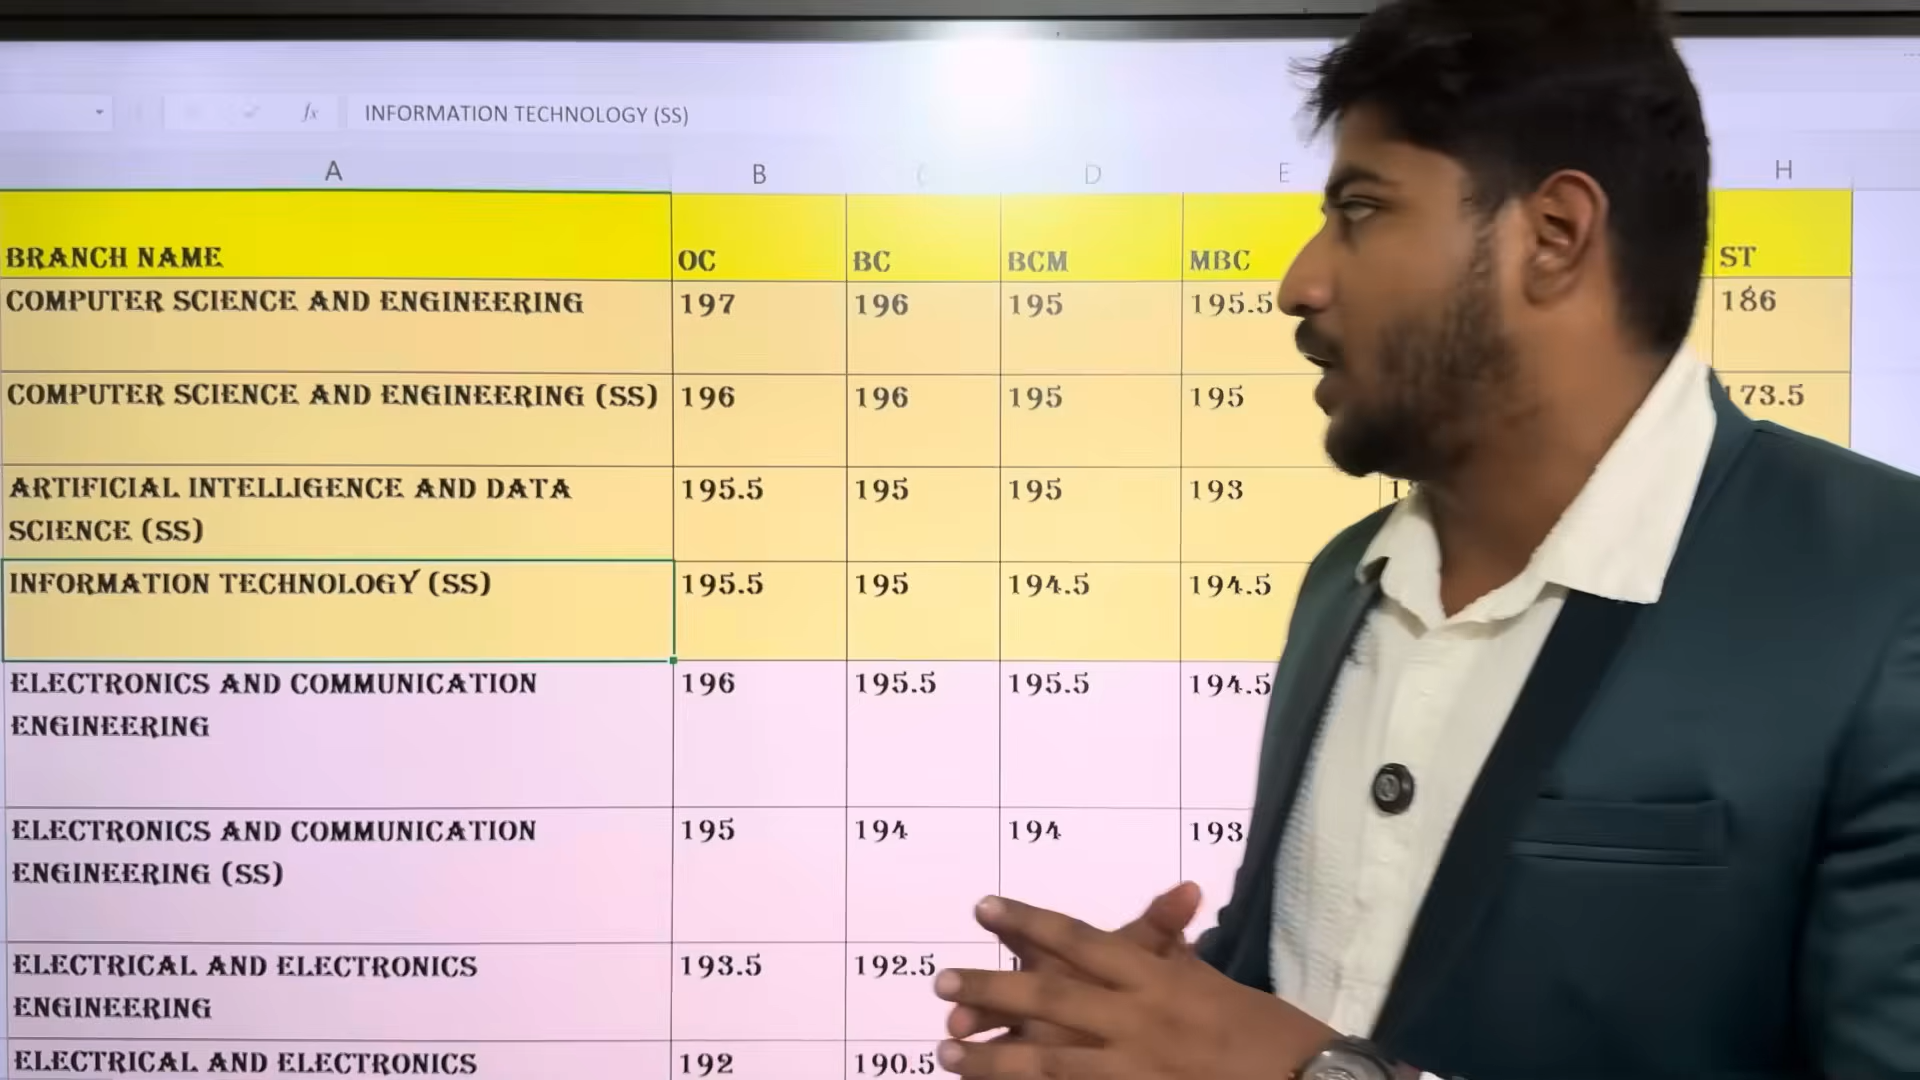 fx INFORMATION TECHNOLOGY (SS)
A B C D E H
BRANCH NAME OC BC BCM MBC ST
COMPUTER SCIENCE AND ENGINEERING 197 196 195 195.5 186
COMPUTER SCIENCE AND ENGINEERING (SS) 196 196 195 195 173.5
ARTIFICIAL INTELLIGENCE AND DATA 195.5 195 195 193
SCIENCE (SS)
INFORMATION TECHNOLOGY (SS) 195.5 195 194.5 194.5
ELECTRONICS AND COMMUNICATION 196 195.5 195.5 194.5
ENGINEERING
ELECTRONICS AND COMMUNICATION 195 194 194 193
ENGINEERING (SS)
ELECTRICAL AND ELECTRONICS 193.5 192.5
ENGINEERING
ELECTRICAL AND ELECTRONICS 192 190.5